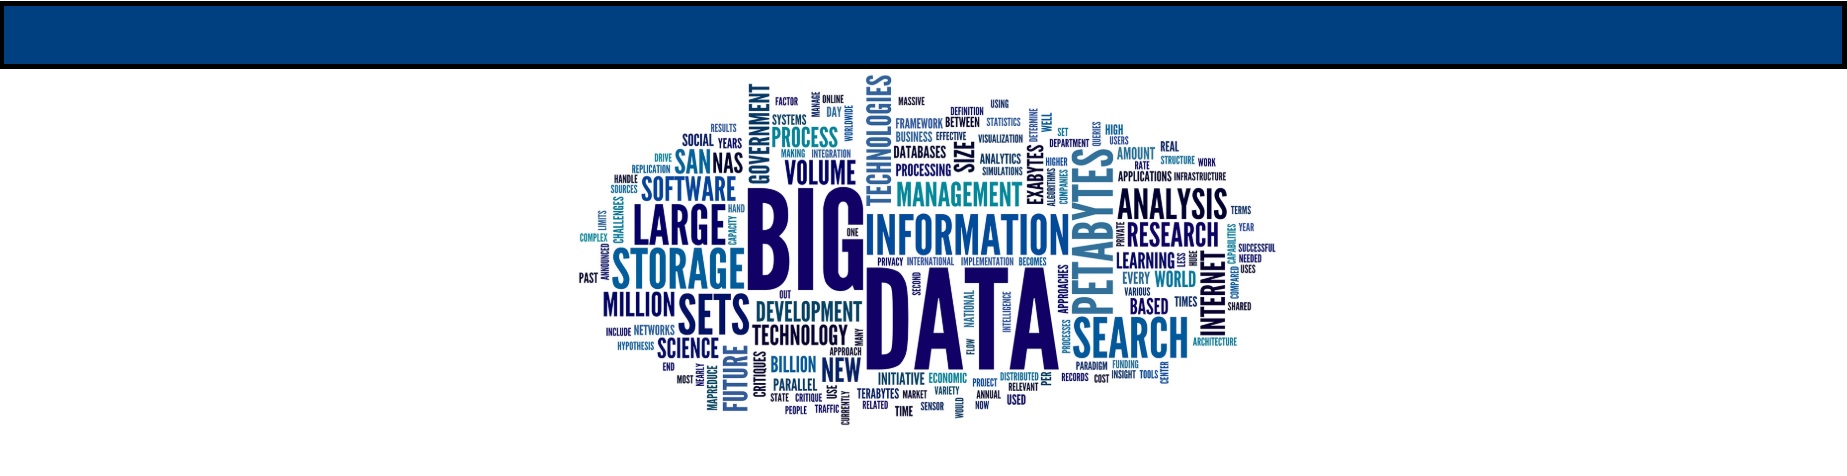 TECHNOLOGIES
GOVERNMENT
FACTOR
MANAGE
ONLINE
DAY
WORLDWIDE
MASSIVE
DEFINITION
USING
SYSTEMS
PROCESS
MAKING
INTEGRATION
VOLUME
FRAMEWORK
BETWEEN
STATISTICS
DETERMINE
WELL
BUSINESS
EFFECTIVE
VISUALIZATION
DATABASES
SIZE
ANALYTICS
PROCESSING
SIMULATIONS
EXABYTES
MANAGEMENT
SET
DEPARTMENT
QUERIES
HIGH
USERS
HIGHER
ALGORITHMS
COMPANIES
PETABYTES
AMOUNT
REAL
RATE
STRUCTURE
WORK
APPLICATIONS
INFRASTRUCTURE
RESULTS
SOCIAL
YEARS
DRIVE
SAN
NAS
REPLICATION
HANDLE
SOURCES
SOFTWARE
LIMITS
CHALLENGES
LARGE
HAND
CAPACITY
COMPLEX
ANNOUNCED
STORAGE
PAST
BIG
ONE
INFORMATION
PRIVACY
INTERNATIONAL
IMPLEMENTATION
BECOMES
DATA
SECOND
NATIONAL
FLOW
INTELLIGENCE
APPROACHES
PROCESSES
ANALYSIS
TERMS
PRIVATE
RESEARCH
CAPABILITIES
YEAR
SUCCESSFUL
LEARNING
LESS
HUGE
NEEDED
USES
EVERY
WORLD
INTERNET
COMPARED
VARIOUS
BASED
TIMES
SHARED
SEARCH
ARCHITECTURE
MILLION
SETS
OUT
DEVELOPMENT
TECHNOLOGY
MANY
INCLUDE
NETWORKS
HYPOTHESIS
SCIENCE
APPROACH
END
MOST
NEARLY
MAPREDUCE
FUTURE
CRITIQUES
BILLION
NEW
PARALLEL
STATE
CRITIQUE
USE
PEOPLE
TRAFFIC
CURRENTLY
INITIATIVE
ECONOMIC
PROJECT
DISTRIBUTED
PER
TERABYTES
MARKET
VARIETY
ANNUAL
RELEVANT
RELATED
TIME
SENSOR
WOULD
NOW
USED
PARADIGM
FUNDING
RECORDS
COST
INSIGHT
TOOLS
CENTER